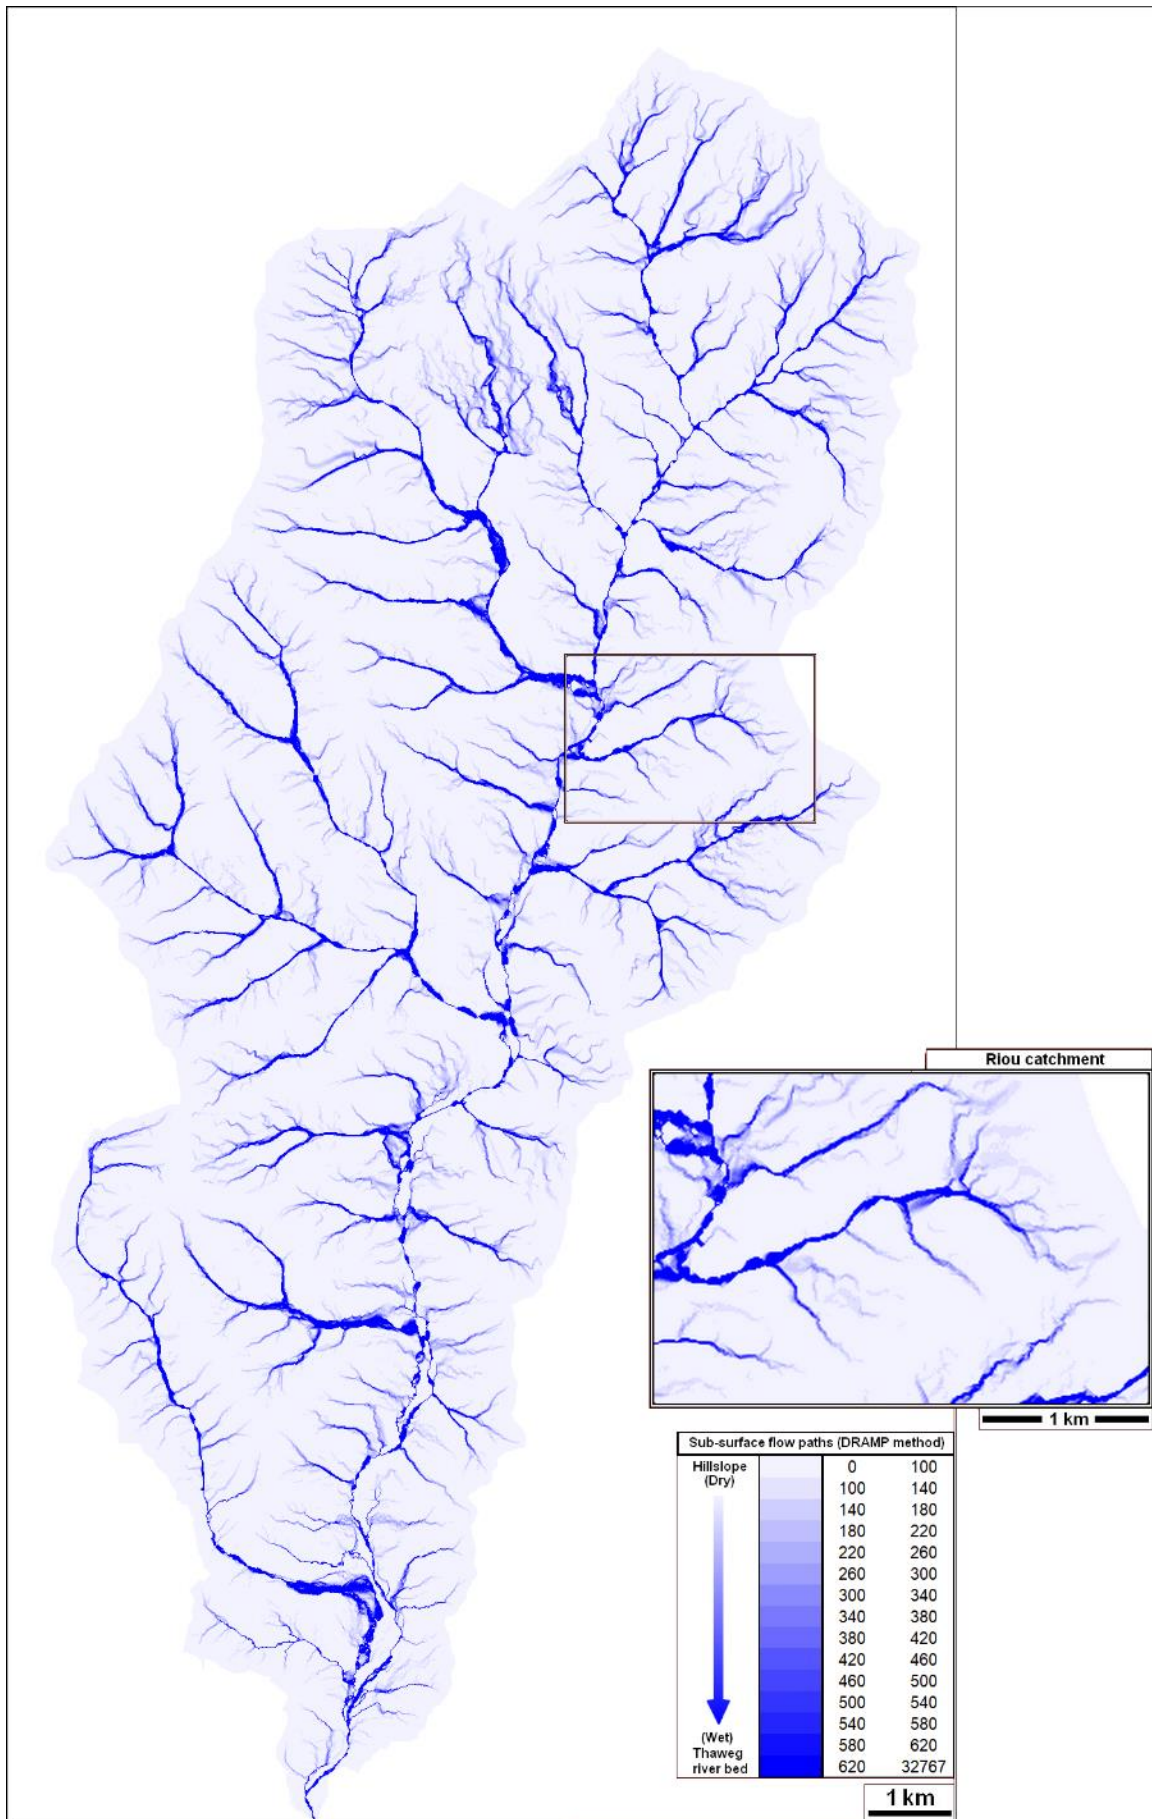 Riou catchment
1 km
Sub-surface flow paths (DRAMP method)
Hillslope
(Dry)
0 100
100 140
140 180
180 220
220 260
260 300
300 340
340 380
380 420
420 460
460 500
500 540
540 580
580 620
620 32767
(Wet)
Thaweg
river bed
1 km